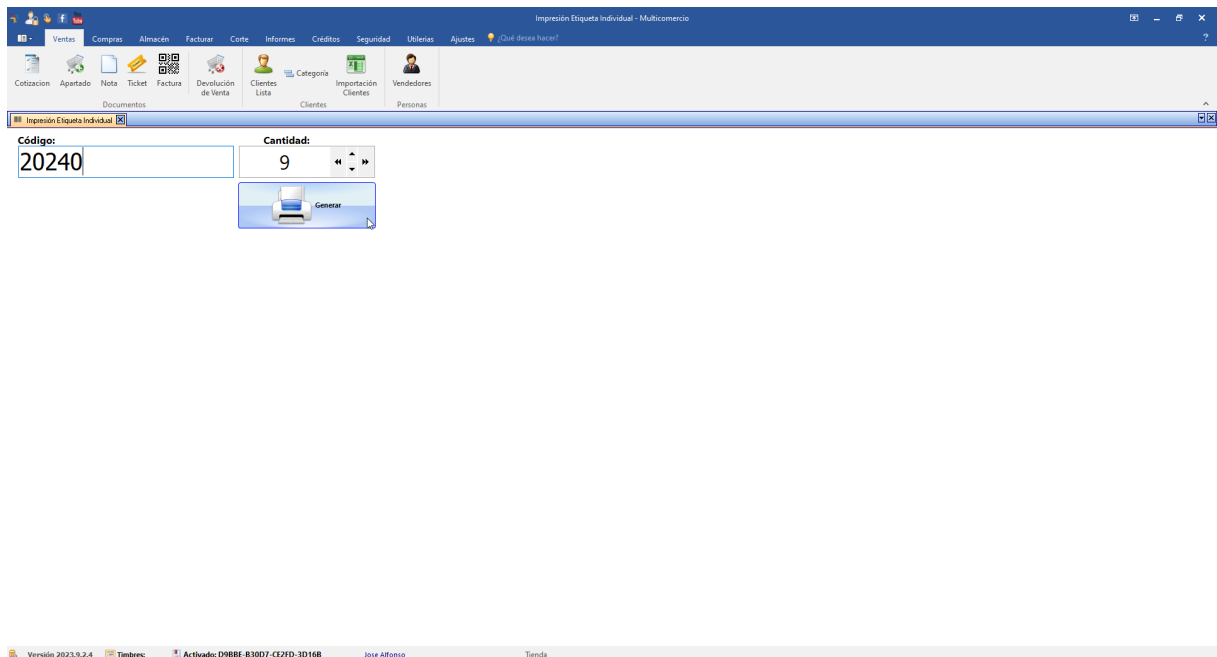 Impresión Etiqueta Individual - Multicomercio
Ventas Compras Almacén Facturar Corte Informes Créditos Seguridad Utilerias Ajustes ¿Qué desea hacer? ?
Cotizacion Apartado Nota Ticket Factura Devolución de Venta Clientes Lista Categoría Importación Clientes Vendedores
Documentos Clientes Personas
Impresión Etiqueta Individual
Código: Cantidad:
20240 9
Generar
Versión 2023.9.2.4 Timbres: Activado: D9BBE-B30D7-CE2FD-3D16B Jose Alfonso Tienda